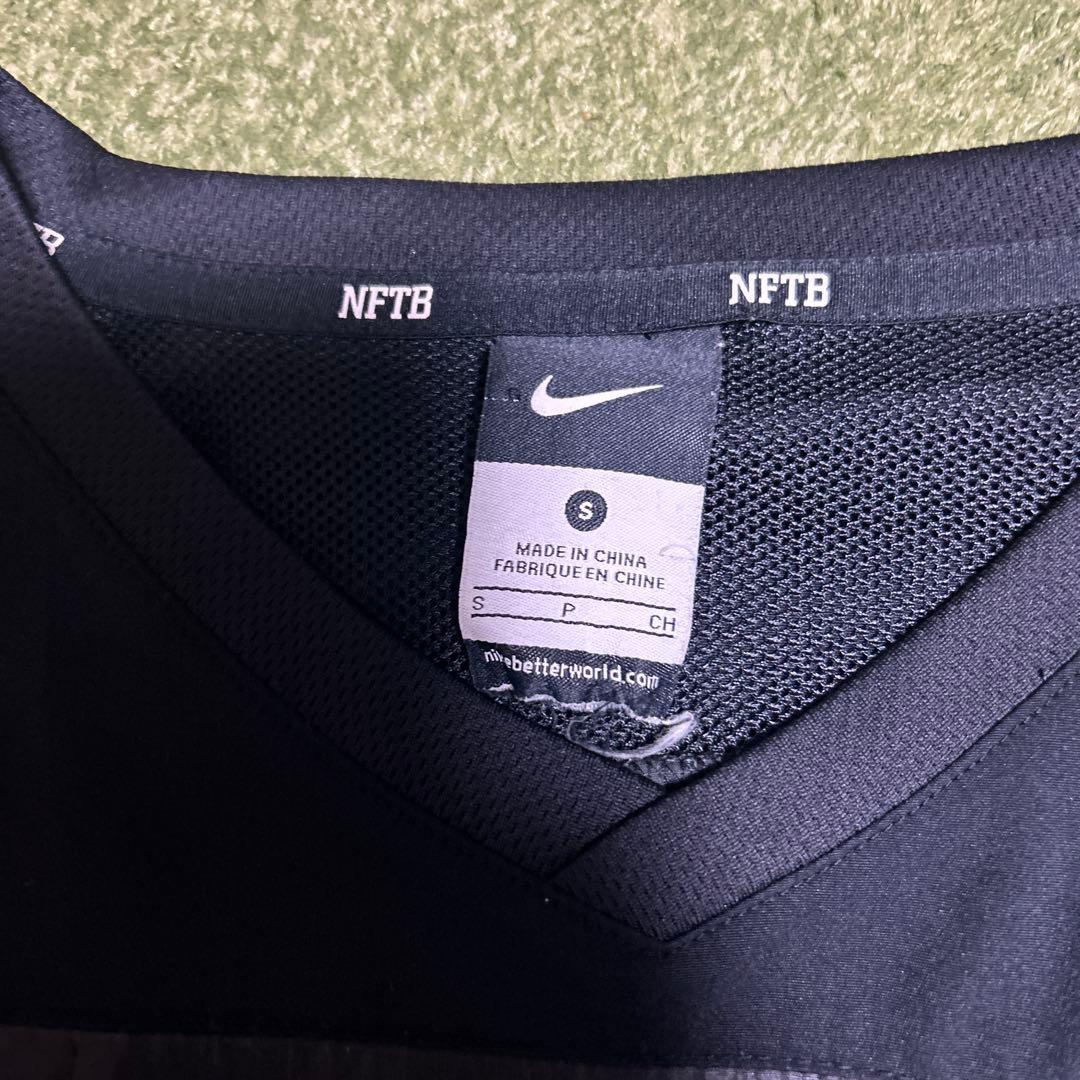 NFTB NFTB
S
MADE IN CHINA
FABRIQUE EN CHINE
S P CH
nikebetterworld.com